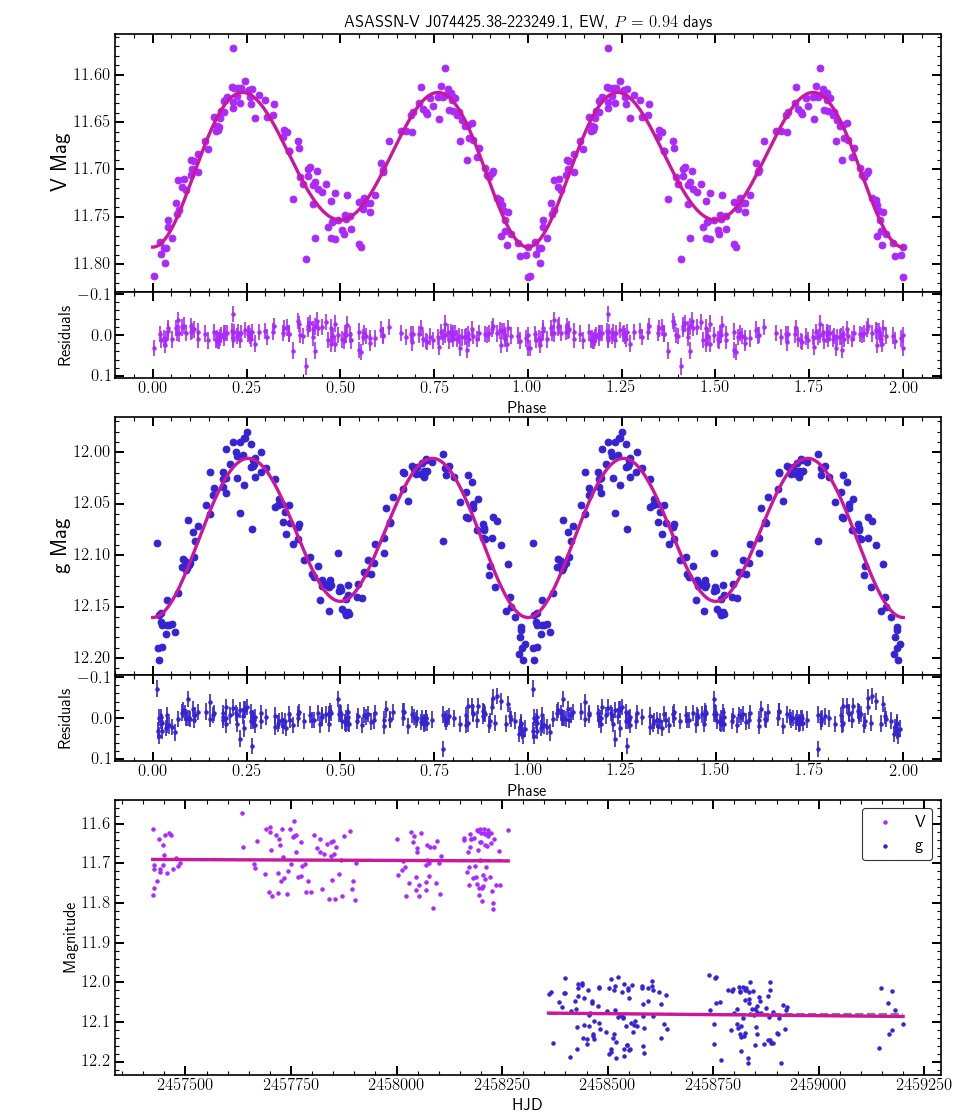 ASASSN-V J074425.38-223249.1, EW, P = 0.94 days
11.60
11.65
11.70
11.75
11.80
V Mag
−0.1
0.0
0.1
Residuals
0.00 0.25 0.50 0.75 1.00 1.25 1.50 1.75 2.00
Phase
12.00
12.05
12.10
12.15
12.20
g Mag
−0.1
0.0
0.1
Residuals
0.00 0.25 0.50 0.75 1.00 1.25 1.50 1.75 2.00
Phase
V
g
11.6
11.7
11.8
11.9
12.0
12.1
12.2
Magnitude
2457500 2457750 2458000 2458250 2458500 2458750 2459000 2459250
HJD